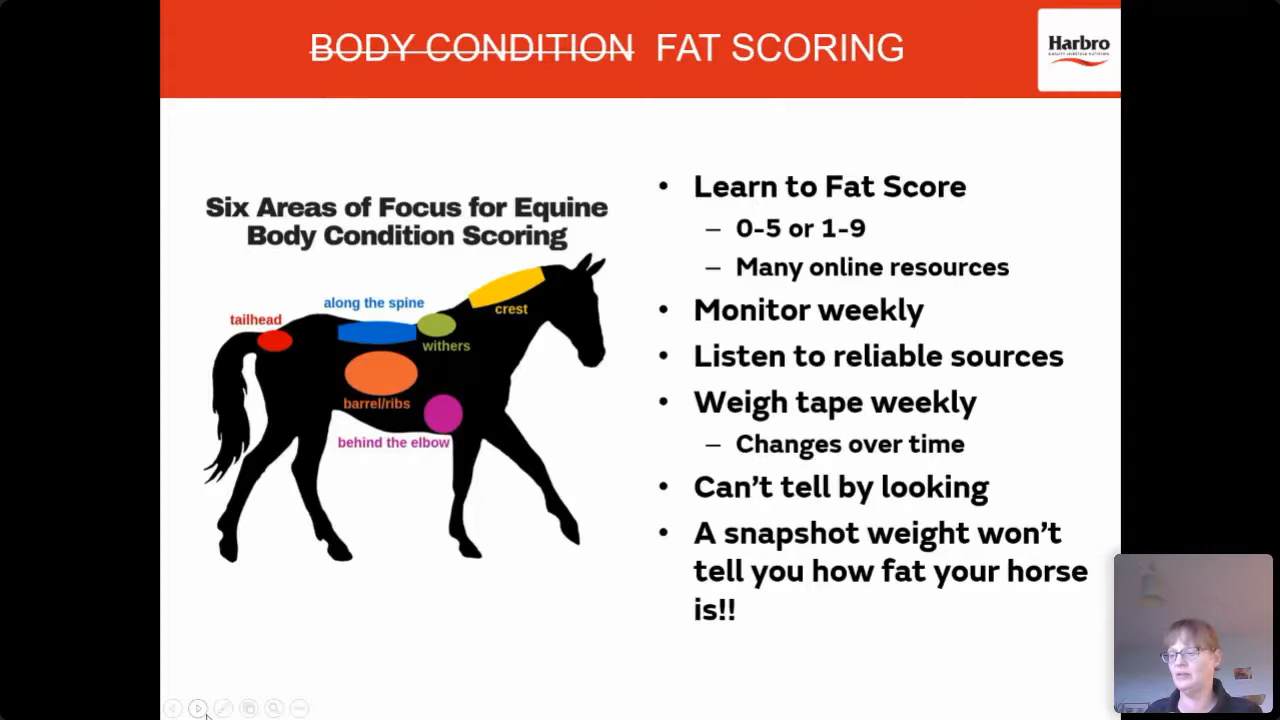 BODY CONDITION FAT SCORING
Harbro
Six Areas of Focus for Equine
Body Condition Scoring
along the spine
crest
tailhead
withers
barrel/ribs
behind the elbow
• Learn to Fat Score
– 0-5 or 1-9
– Many online resources
• Monitor weekly
• Listen to reliable sources
• Weigh tape weekly
– Changes over time
• Can't tell by looking
• A snapshot weight won't
tell you how fat your horse
is!!